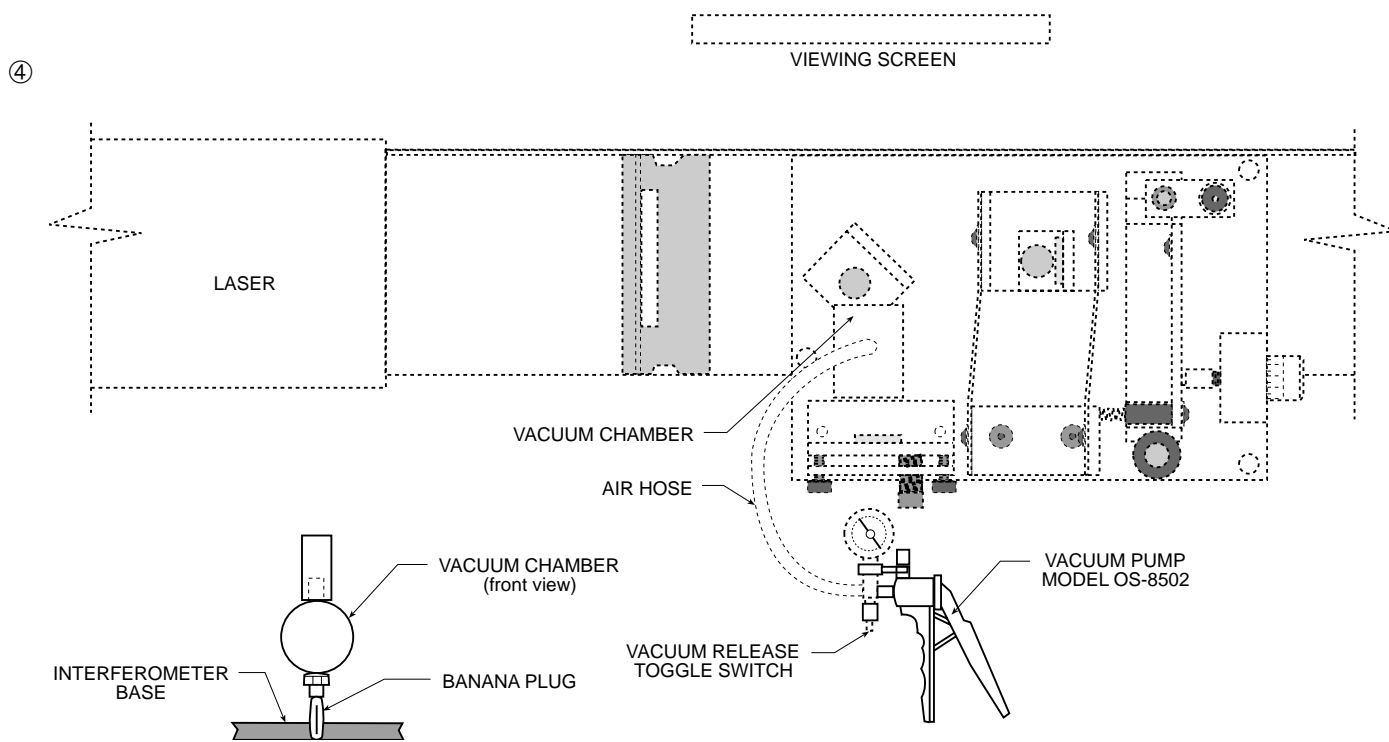 VIEWING SCREEN
④
LASER
VACUUM CHAMBER
AIR HOSE
VACUUM CHAMBER
(front view)
VACUUM PUMP
MODEL OS-8502
VACUUM RELEASE
TOGGLE SWITCH
INTERFEROMETER
BASE
BANANA PLUG